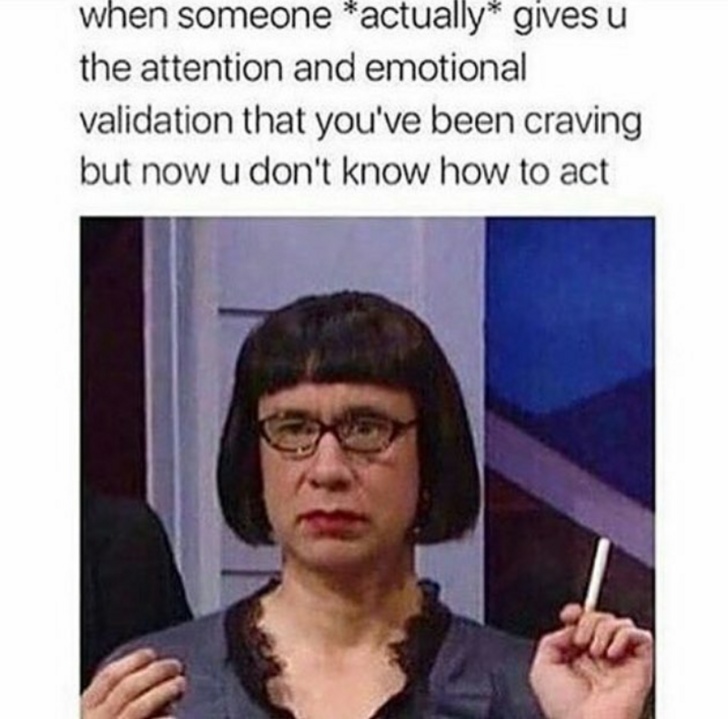 when someone *actually* gives u
the attention and emotional
validation that you've been craving
but now u don't know how to act